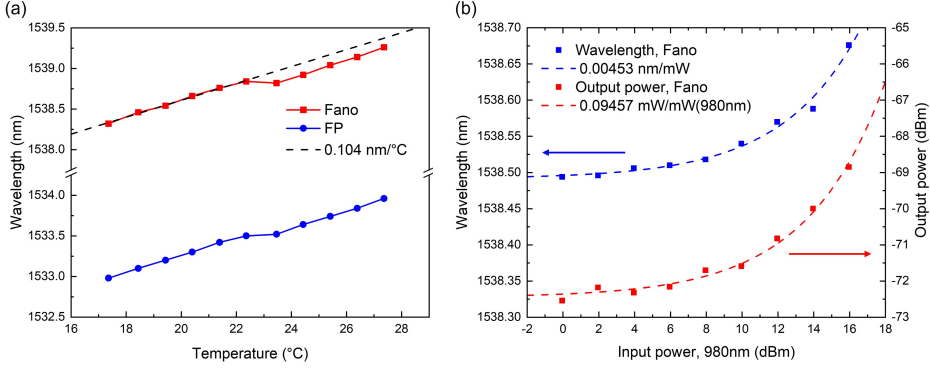 (a)
1539.5
1539.0
1538.5
1538.0
1534.0
1533.5
1533.0
1532.5
Wavelength (nm)
Fano
FP
0.104 nm/°C
16 18 20 22 24 26 28
Temperature (°C)
(b)
1538.70
1538.65
1538.60
1538.55
1538.50
1538.45
1538.40
1538.35
1538.30
Wavelength (nm)
Wavelength, Fano
0.00453 nm/mW
Output power, Fano
0.09457 mW/mW(980nm)
-65
-66
-67
-68
-69
-70
-71
-72
-73
Output power (dBm)
-2 0 2 4 6 8 10 12 14 16 18
Input power, 980nm (dBm)